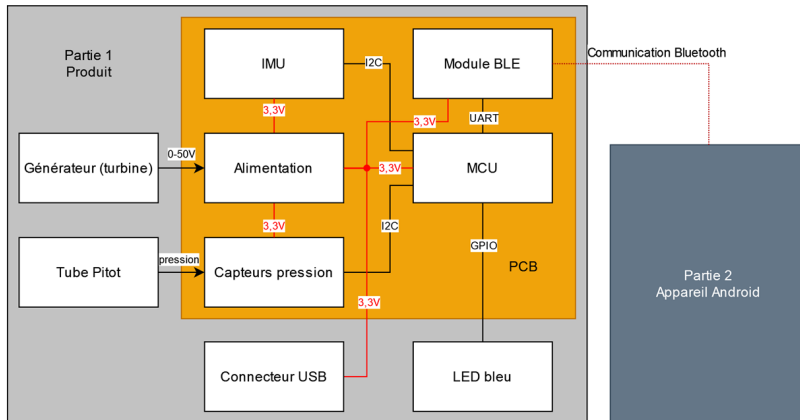 Partie 1
Produit
IMU
I2C
Module BLE
Communication Bluetooth
3,3V
3,3V
UART
0-50V
Générateur (turbine)
Alimentation
3,3V
MCU
3,3V
I2C
GPIO
pression
Tube Pitot
Capteurs pression
PCB
3,3V
Partie 2
Appareil Android
Connecteur USB
LED bleu